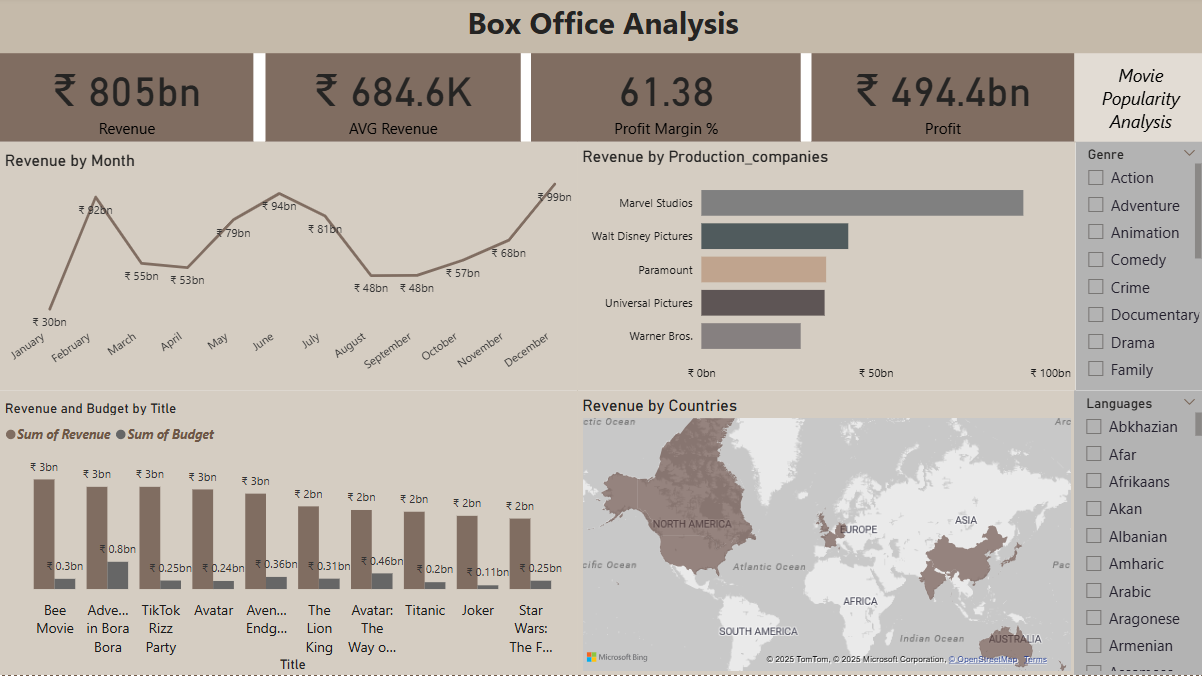 Box Office Analysis
₹ 805bn
Revenue
₹ 684.6K
AVG Revenue
61.38
Profit Margin %
₹ 494.4bn
Profit
Movie
Popularity
Analysis
Revenue by Month
₹ 30bn
₹ 92bn
₹ 55bn
₹ 53bn
₹ 79bn
₹ 94bn
₹ 81bn
₹ 48bn
₹ 48bn
₹ 57bn
₹ 68bn
₹ 99bn
January
February
March
April
May
June
July
August
September
October
November
December
Revenue by Production_companies
Marvel Studios
Walt Disney Pictures
Paramount
Universal Pictures
Warner Bros.
₹ 0bn
₹ 50bn
₹ 100bn
Genre
Action
Adventure
Animation
Comedy
Crime
Documentary
Drama
Family
Revenue and Budget by Title
Sum of Revenue Sum of Budget
₹ 3bn
₹ 3bn
₹ 3bn
₹ 3bn
₹ 3bn
₹ 2bn
₹ 2bn
₹ 2bn
₹ 2bn
₹ 2bn
₹ 0.3bn
₹ 0.8bn
₹ 0.25bn
₹ 0.24bn
₹ 0.36bn
₹ 0.31bn
₹ 0.46bn
₹ 0.2bn
₹ 0.11bn
₹ 0.25bn
Bee
Movie
Adve...
in Bora
Bora
TikTok
Rizz
Party
Avatar
Aven...
Endg...
The
Lion
King
Avatar:
The
Way o...
Titanic
Joker
Star
Wars:
The F...
Title
Revenue by Countries
ctic Ocean
Arc
NORTH AMERICA
EUROPE
ASIA
cific Ocean
Atlantic Ocean
Pac
AFRICA
SOUTH AMERICA
Indian Ocean
AUSTRALIA
Microsoft Bing
© 2025 TomTom, © 2025 Microsoft Corporation, © OpenStreetMap Terms
Languages
Abkhazian
Afar
Afrikaans
Akan
Albanian
Amharic
Arabic
Aragonese
Armenian